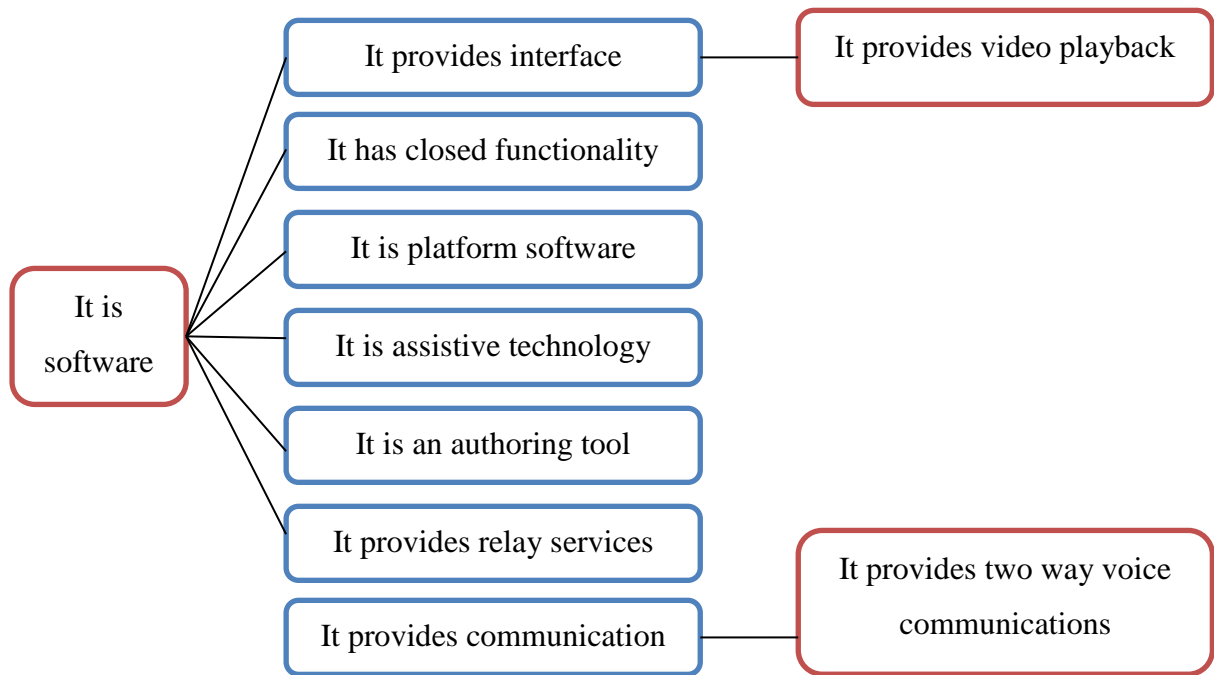 It provides interface
It provides video playback
It has closed functionality
It is platform software
It is
software
It is assistive technology
It is an authoring tool
It provides relay services
It provides communication
It provides two way voice
communications